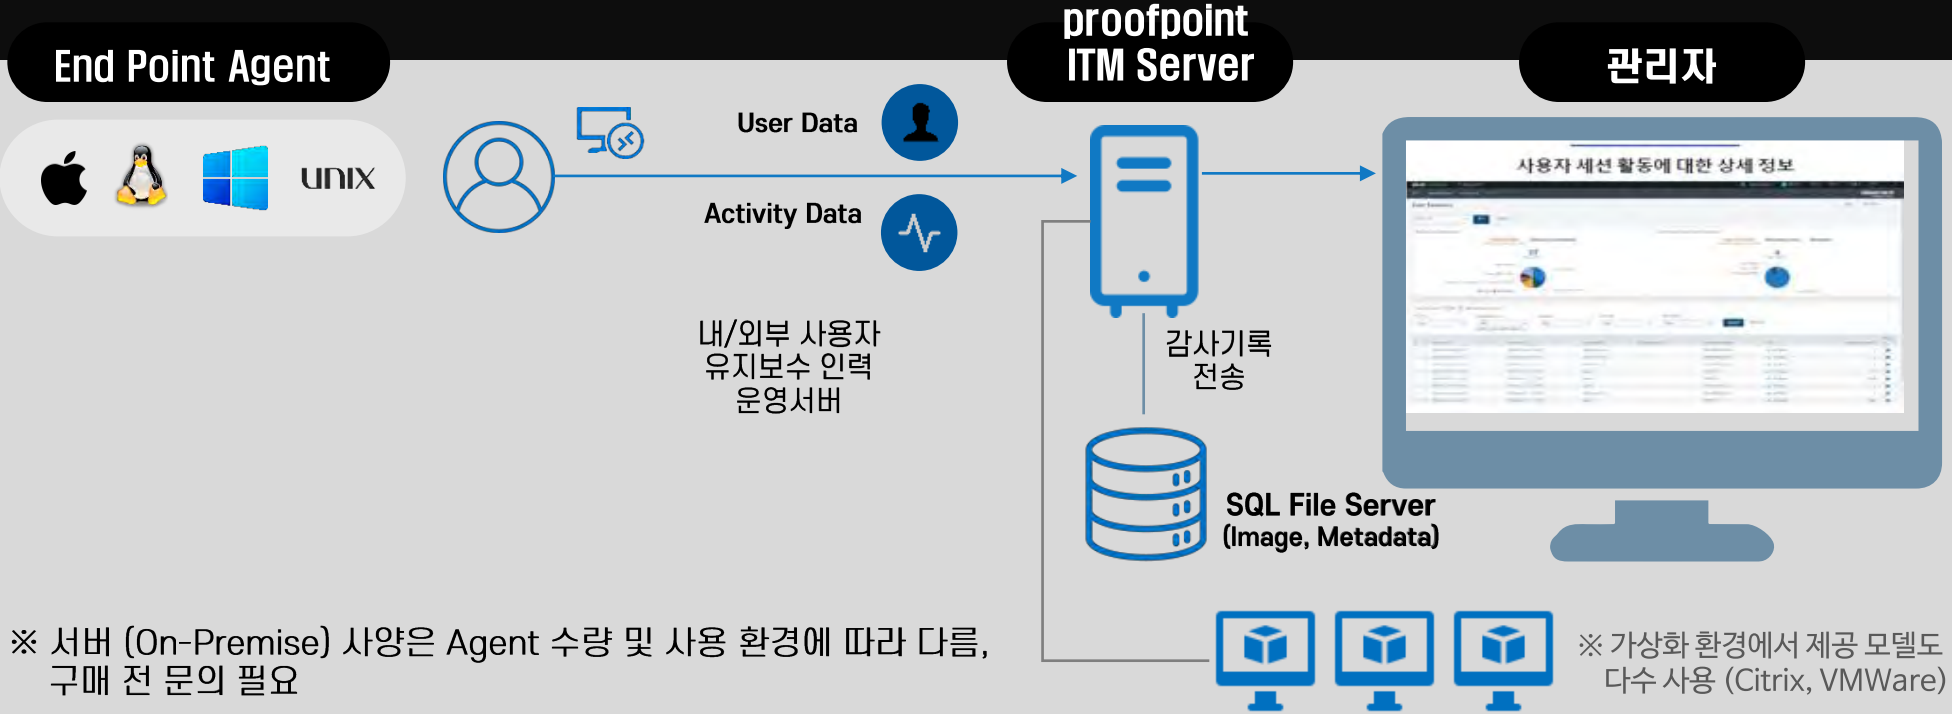 End Point Agent
proofpoint
ITM Server
관리자
UNIX
User Data
Activity Data
내/외부 사용자
유지보수 인력
운영서버
감사기록
전송
SQL File Server
(Image, Metadata)
사용자 세션 활동에 대한 상세 정보
※ 서버 (On-Premise) 사양은 Agent 수량 및 사용 환경에 따라 다름,
구매 전 문의 필요
※ 가상화 환경에서 제공 모델도
다수 사용 (Citrix, VMWare)